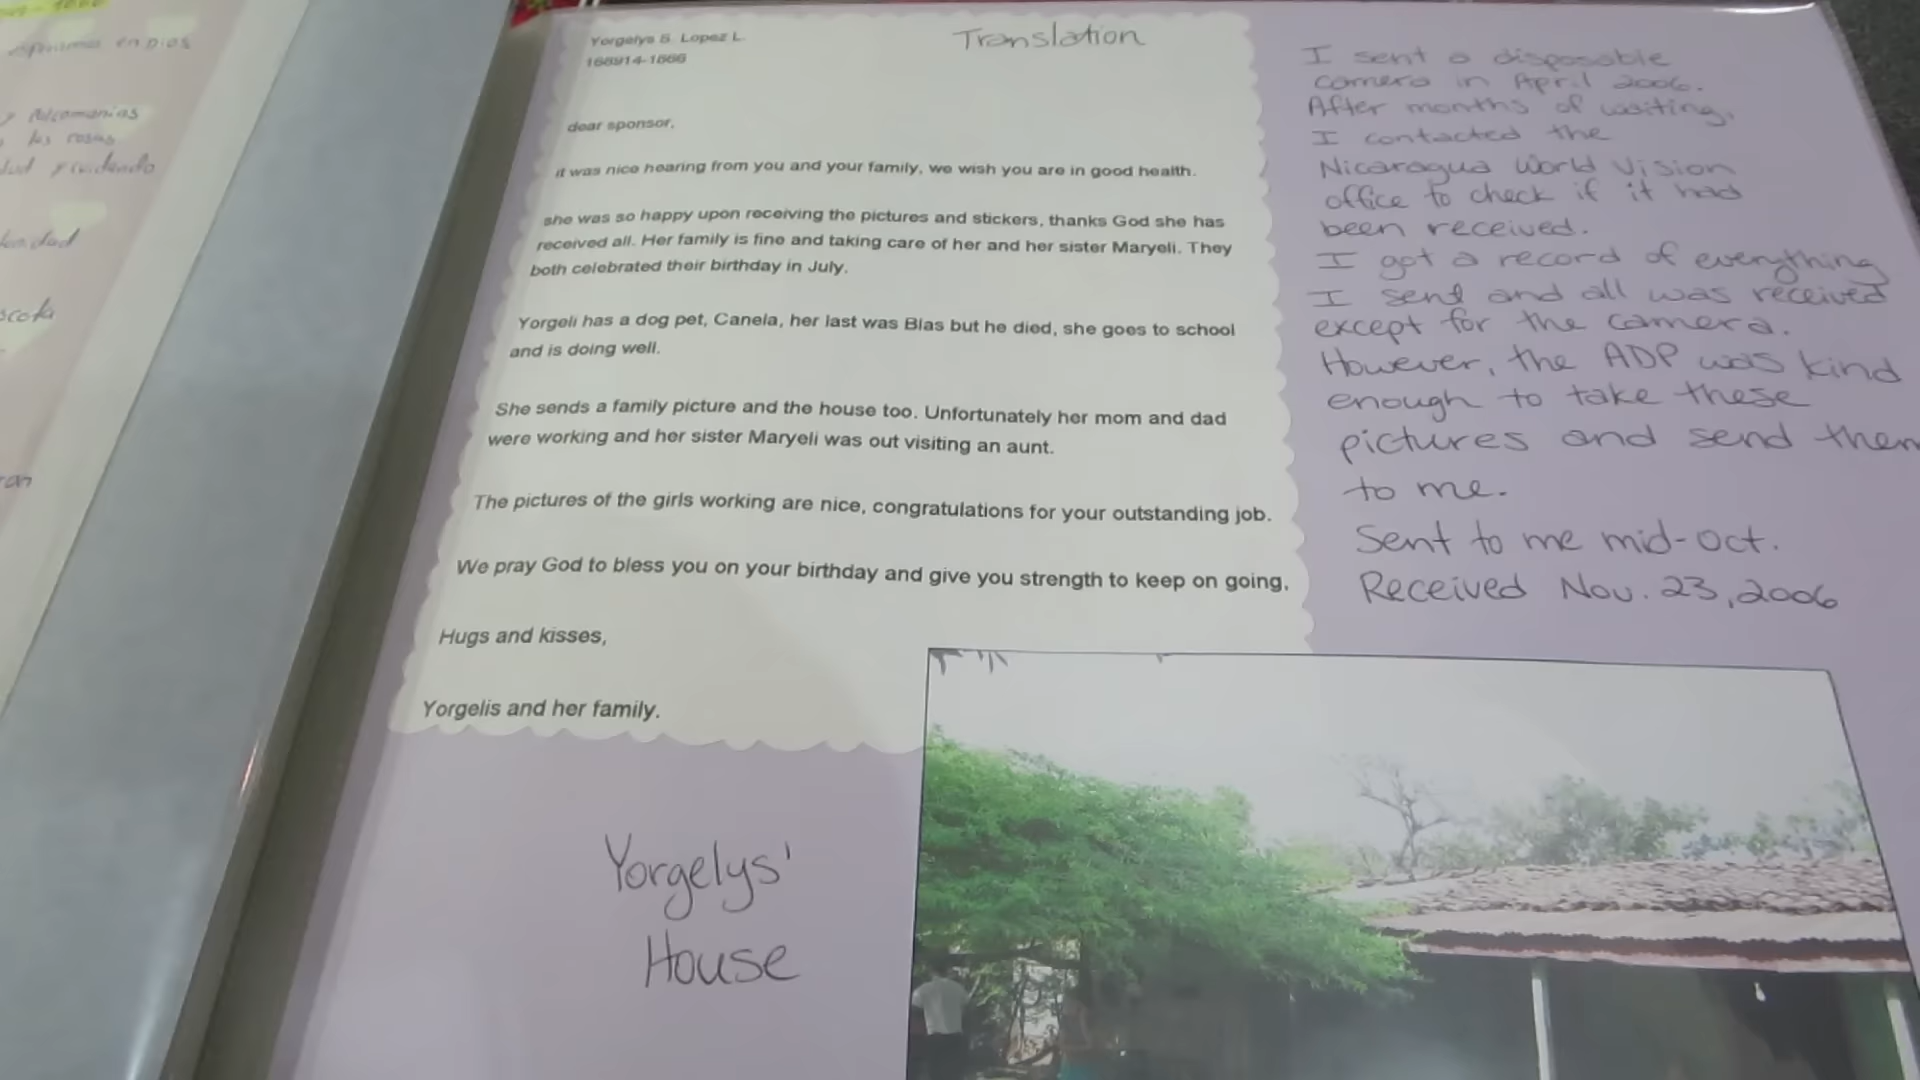 en Dios
y Calcomanias
las cosas
y cuidando
Yorgelys S. Lopez L.
168914-1666
Translation
dear sponsor,
it was nice hearing from you and your family, we wish you are in good health.
she was so happy upon receiving the pictures and stickers, thanks God she has
received all. Her family is fine and taking care of her and her sister Maryeli. They
both celebrated their birthday in July.
Yorgeli has a dog pet, Canela, her last was Blas but he died, she goes to school
and is doing well.
She sends a family picture and the house too. Unfortunately her mom and dad
were working and her sister Maryeli was out visiting an aunt.
The pictures of the girls working are nice, congratulations for your outstanding job.
We pray God to bless you on your birthday and give you strength to keep on going,
Hugs and kisses,
Yorgelis and her family.
I sent a disposable
camera in April 2006.
After months of waiting,
I contacted the
Nicaragua World Vision
office to check if it had
been received.
I got a record of everything
I sent and all was received
except for the camera.
However, the ADP was kind
enough to take these
pictures and send them
to me.
Sent to me mid-Oct.
Received Nov. 23, 2006
Yorgelys'
House